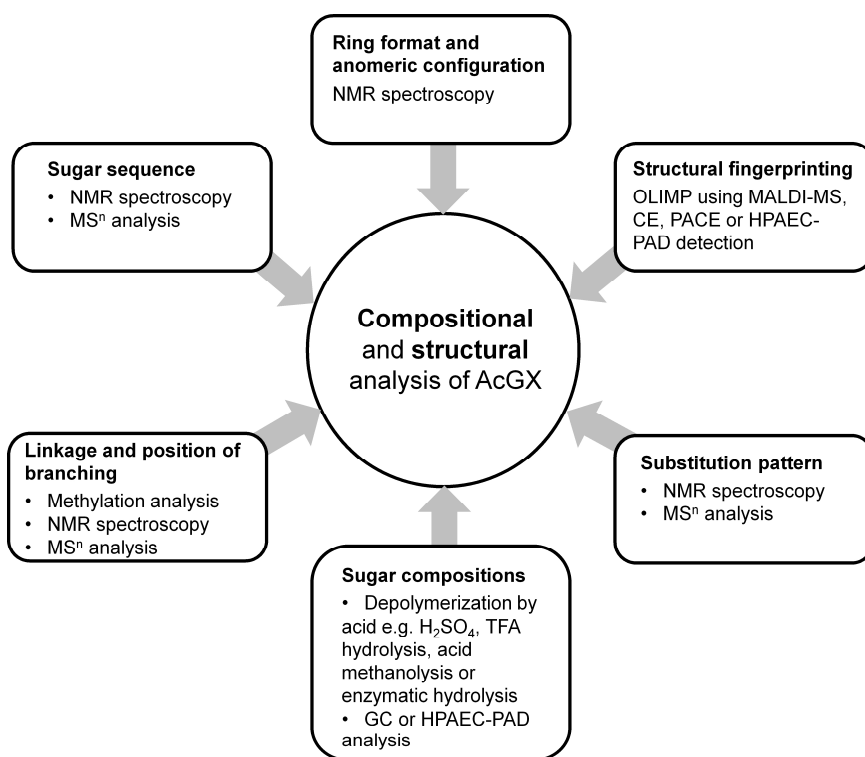 Ring format and
anomeric configuration
NMR spectroscopy
Sugar sequence
• NMR spectroscopy
• MSⁿ analysis
Structural fingerprinting
OLIMP using MALDI-MS,
CE, PACE or HPAEC-
PAD detection
Compositional
and structural
analysis of AcGX
Linkage and position of
branching
• Methylation analysis
• NMR spectroscopy
• MSⁿ analysis
Substitution pattern
• NMR spectroscopy
• MSⁿ analysis
Sugar compositions
• Depolymerization by
acid e.g. H₂SO₄, TFA
hydrolysis, acid
methanolysis or
enzymatic hydrolysis
• GC or HPAEC-PAD
analysis